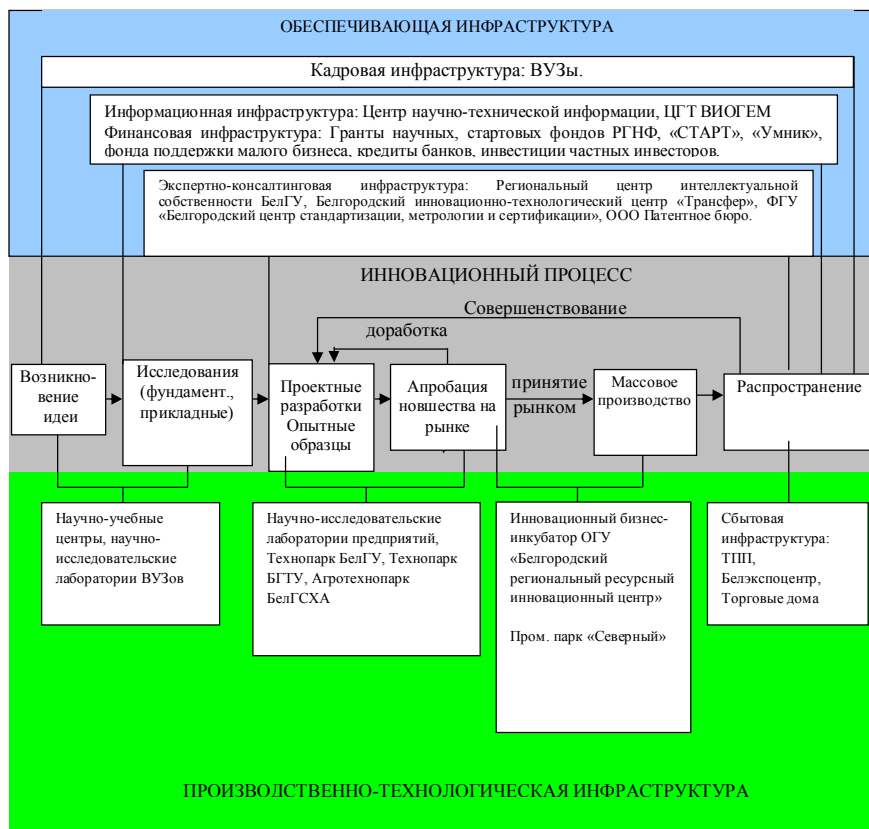 ОБЕСПЕЧИВАЮЩАЯ ИНФРАСТРУКТУРА
Кадровая инфраструктура: ВУЗы.
Информационная инфраструктура: Центр научно-технической информации, ЦГТ ВИОГЕМ
Финансовая инфраструктура: Гранты научных, стартовых фондов РГНФ, «СТАРТ», «Умник»,
фонда поддержки малого бизнеса, кредиты банков, инвестиции частных инвесторов.
Экспертно-консалтинговая инфраструктура: Региональный центр интеллектуальной
собственности БелГУ, Белгородский инновационно-технологический центр «Трансфер», ФГУ
«Белгородский центр стандартизации, метрологии и сертификации», ООО Патентное бюро.
ИННОВАЦИОННЫЙ ПРОЦЕСС
Совершенствование
доработка
Возникно-
вение
идеи
Исследования
(фундамент.,
прикладные)
Проектные
разработки
Опытные
образцы
Апробация
новшества на
рынке
принятие
рынком
Массовое
производство
Распространение
Научно-учебные
центры, научно-
исследовательские
лаборатории ВУЗов
Научно-исследовательские
лаборатории предприятий,
Технопарк БелГУ, Технопарк
БГТУ, Агротехнопарк
БелГСХА
Инновационный бизнес-
инкубатор ОГУ
«Белгородский
региональный ресурсный
инновационный центр»
Пром. парк «Северный»
Сбытовая
инфраструктура:
ТПП,
Белэкспоцентр,
Торговые дома
ПРОИЗВОДСТВЕННО-ТЕХНОЛОГИЧЕСКАЯ ИНФРАСТРУКТУРА